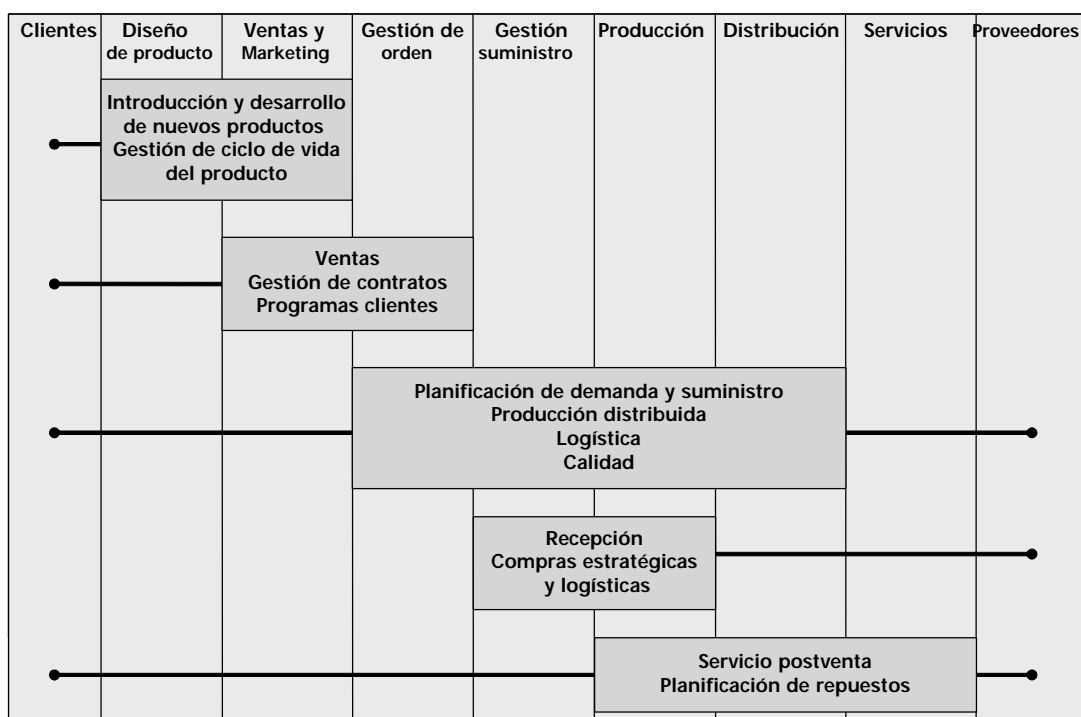 Clientes
Diseño
de producto
Ventas y
Marketing
Gestión de
orden
Gestión
suministro
Producción
Distribución
Servicios
Proveedores
Introducción y desarrollo
de nuevos productos
Gestión de ciclo de vida
del producto
Ventas
Gestión de contratos
Programas clientes
Planificación de demanda y suministro
Producción distribuida
Logística
Calidad
Recepción
Compras estratégicas
y logísticas
Servicio postventa
Planificación de repuestos